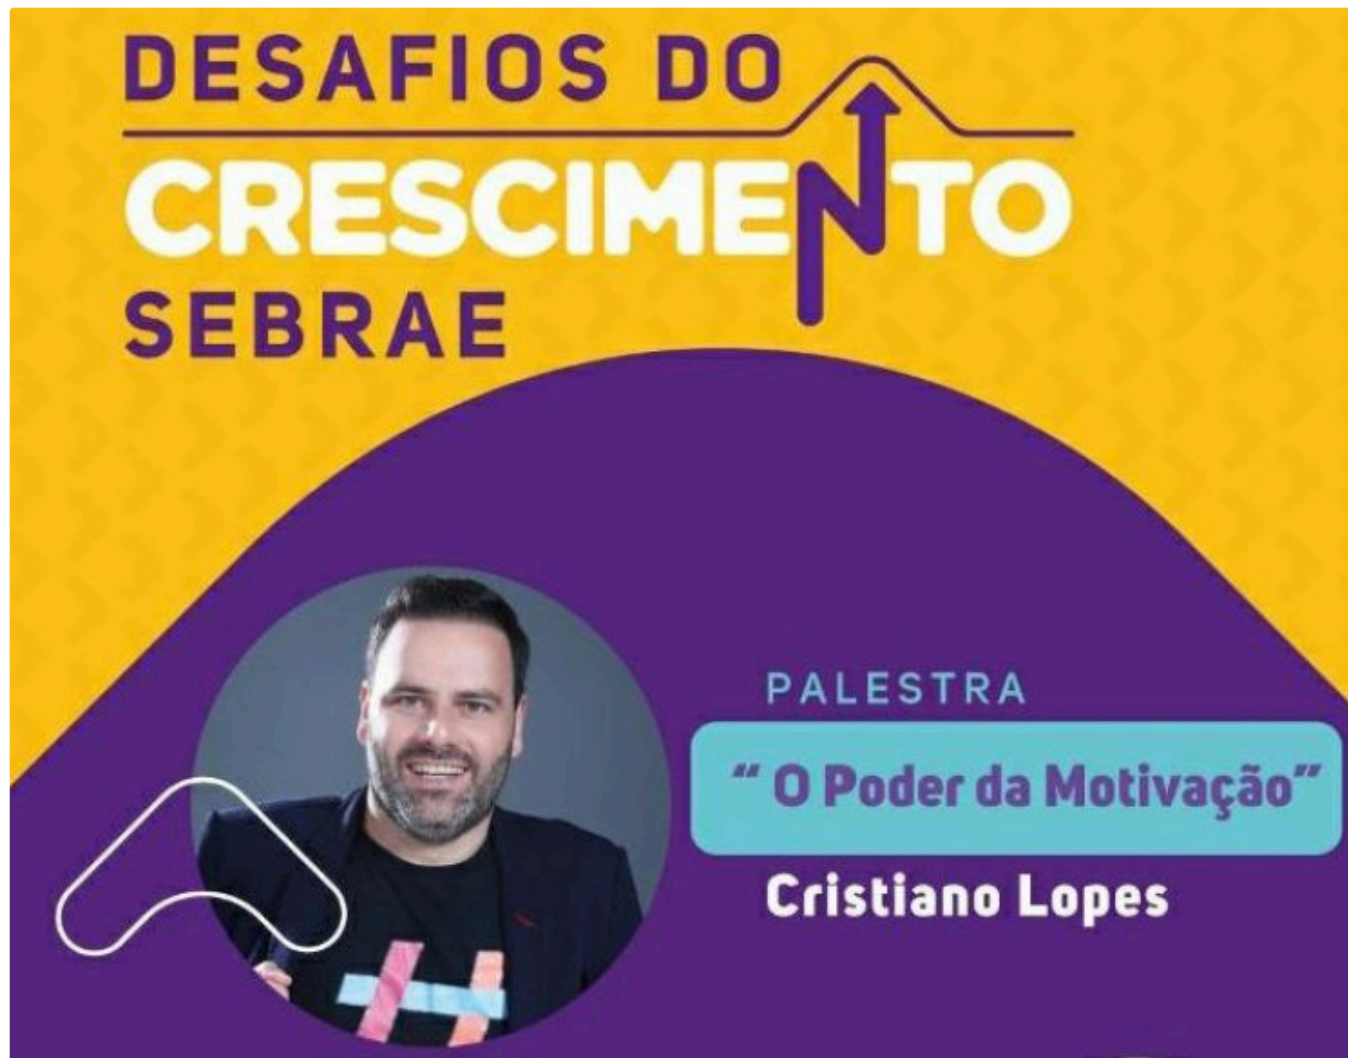 DESAFIOS DO
CRESCIMENTO
SEBRAE
PALESTRA
“ O Poder da Motivação”
Cristiano Lopes